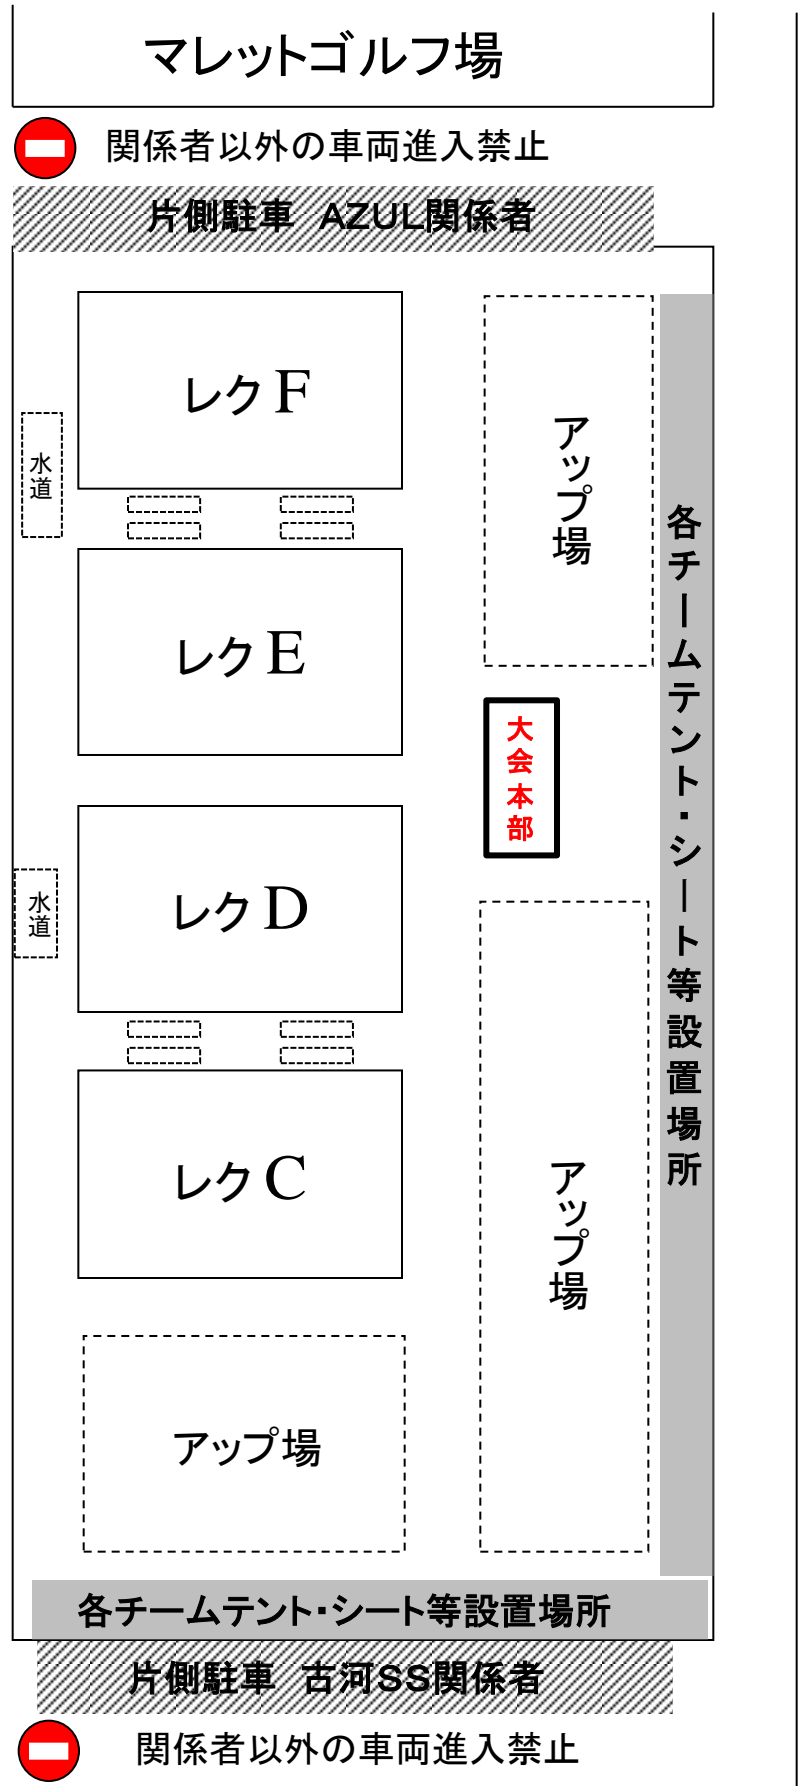 マレットゴルフ場
関係者以外の車両進入禁止
片側駐車　AZUL関係者
レクF
アップ場
水道
各チームテント・シート等設置場所
レクE
大会本部
レクD
水道
レクC
アップ場
アップ場
各チームテント・シート等設置場所
片側駐車　古河SS関係者
関係者以外の車両進入禁止